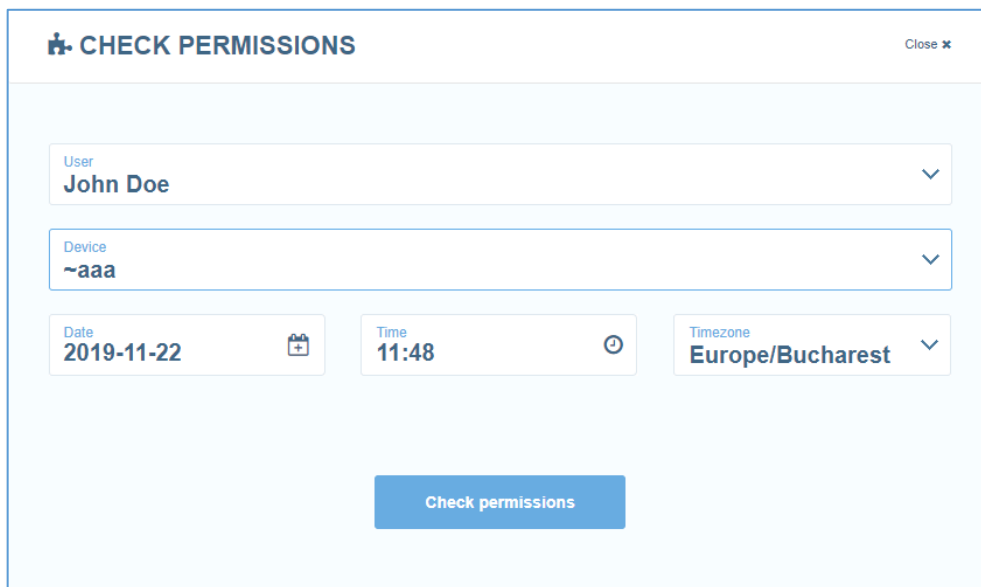 CHECK PERMISSIONS
Close ×
User
John Doe
Device
~aaa
Date
2019-11-22
Time
11:48
Timezone
Europe/Bucharest
Check permissions